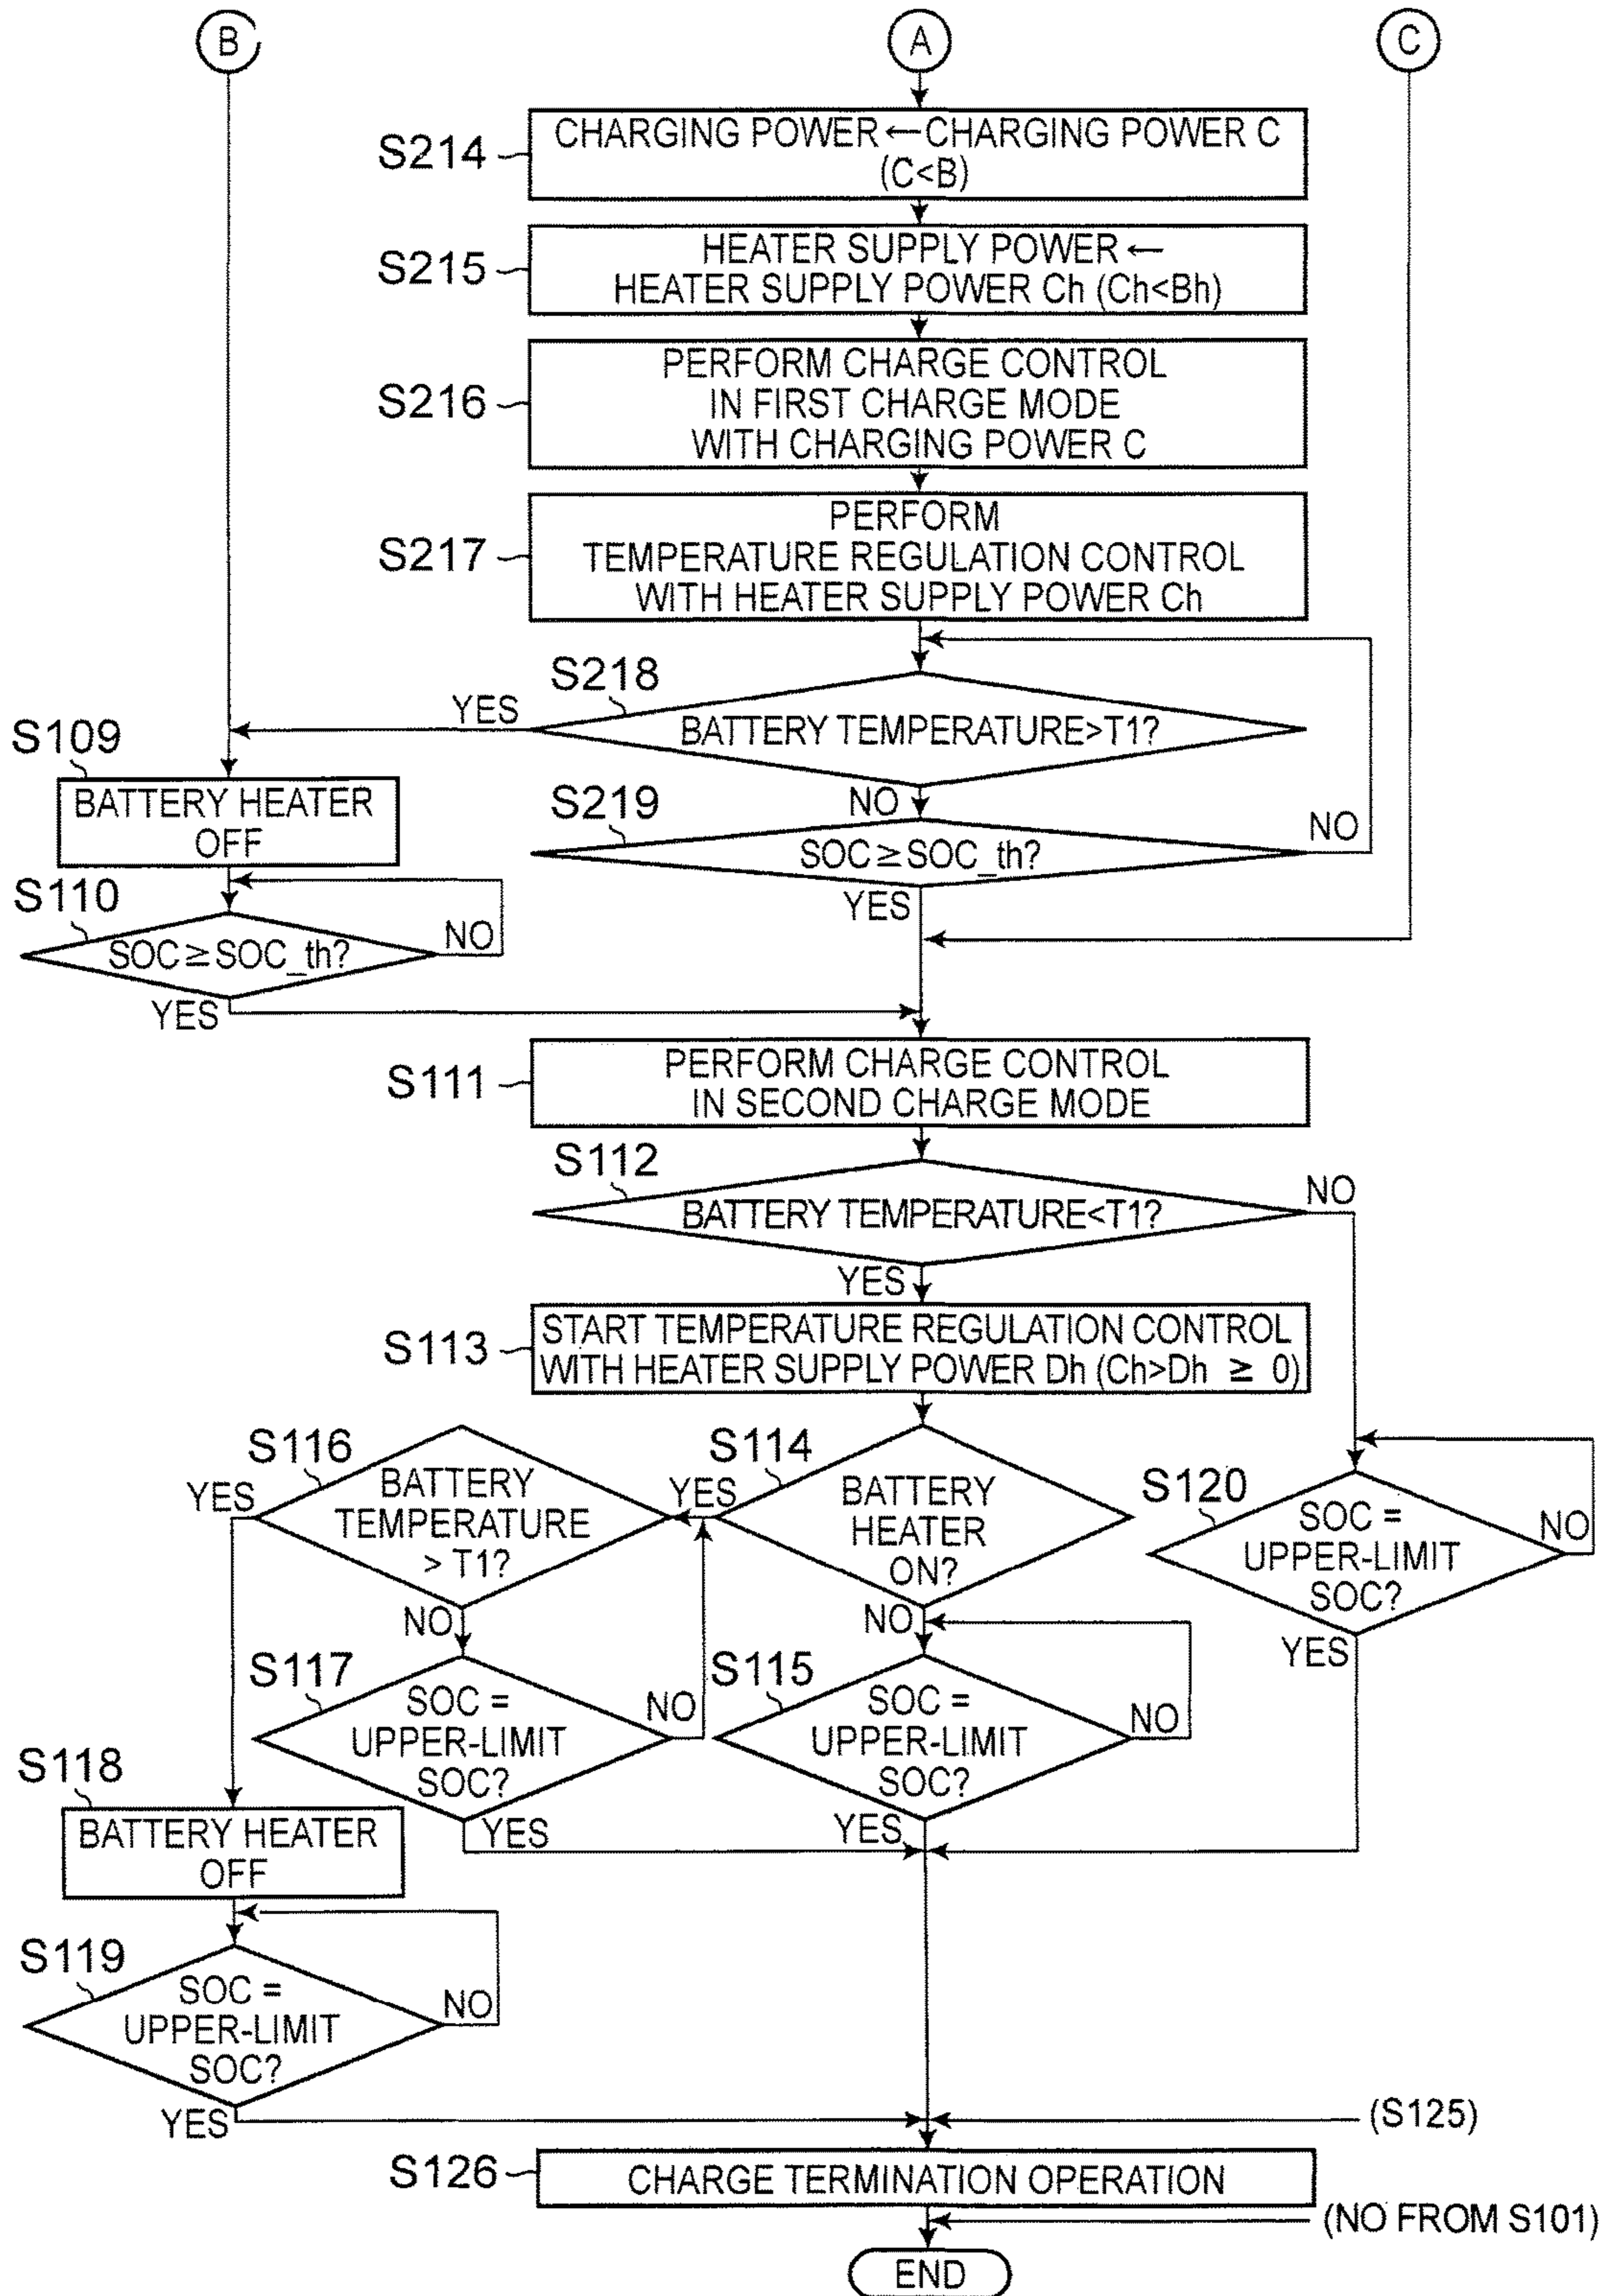 B
A
C
S214
CHARGING POWER←CHARGING POWER C
(C<B)
S215
HEATER SUPPLY POWER ←
HEATER SUPPLY POWER Ch (Ch<Bh)
S216
PERFORM CHARGE CONTROL
IN FIRST CHARGE MODE
WITH CHARGING POWER C
S217
PERFORM
TEMPERATURE REGULATION CONTROL
WITH HEATER SUPPLY POWER Ch
S218
BATTERY TEMPERATURE>T1?
YES
NO
S109
BATTERY HEATER
OFF
S219
SOC≥SOC_th?
NO
YES
S110
SOC≥SOC_th?
NO
YES
S111
PERFORM CHARGE CONTROL
IN SECOND CHARGE MODE
S112
BATTERY TEMPERATURE<T1?
NO
YES
S113
START TEMPERATURE REGULATION CONTROL
WITH HEATER SUPPLY POWER Dh (Ch>Dh ≥ 0)
S116
BATTERY
TEMPERATURE
> T1?
YES
NO
S114
BATTERY
HEATER
ON?
YES
NO
S120
SOC =
UPPER-LIMIT
SOC?
NO
YES
S117
SOC =
UPPER-LIMIT
SOC?
NO
YES
S115
SOC =
UPPER-LIMIT
SOC?
NO
YES
S118
BATTERY HEATER
OFF
S119
SOC =
UPPER-LIMIT
SOC?
NO
YES
(S125)
S126
CHARGE TERMINATION OPERATION
(NO FROM S101)
END